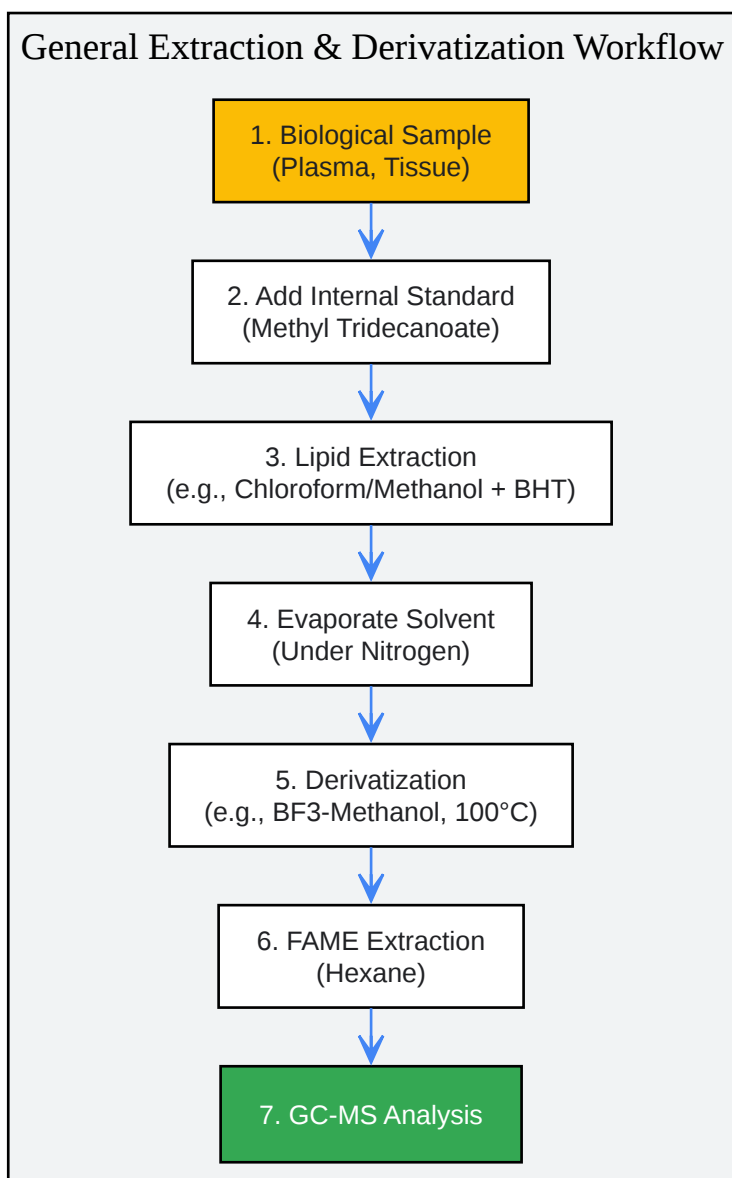 General Extraction & Derivatization Workflow
1. Biological Sample
(Plasma, Tissue)
2. Add Internal Standard
(Methyl Tridecanoate)
3. Lipid Extraction
(e.g., Chloroform/Methanol + BHT)
4. Evaporate Solvent
(Under Nitrogen)
5. Derivatization
(e.g., BF3-Methanol, 100°C)
6. FAME Extraction
(Hexane)
7. GC-MS Analysis